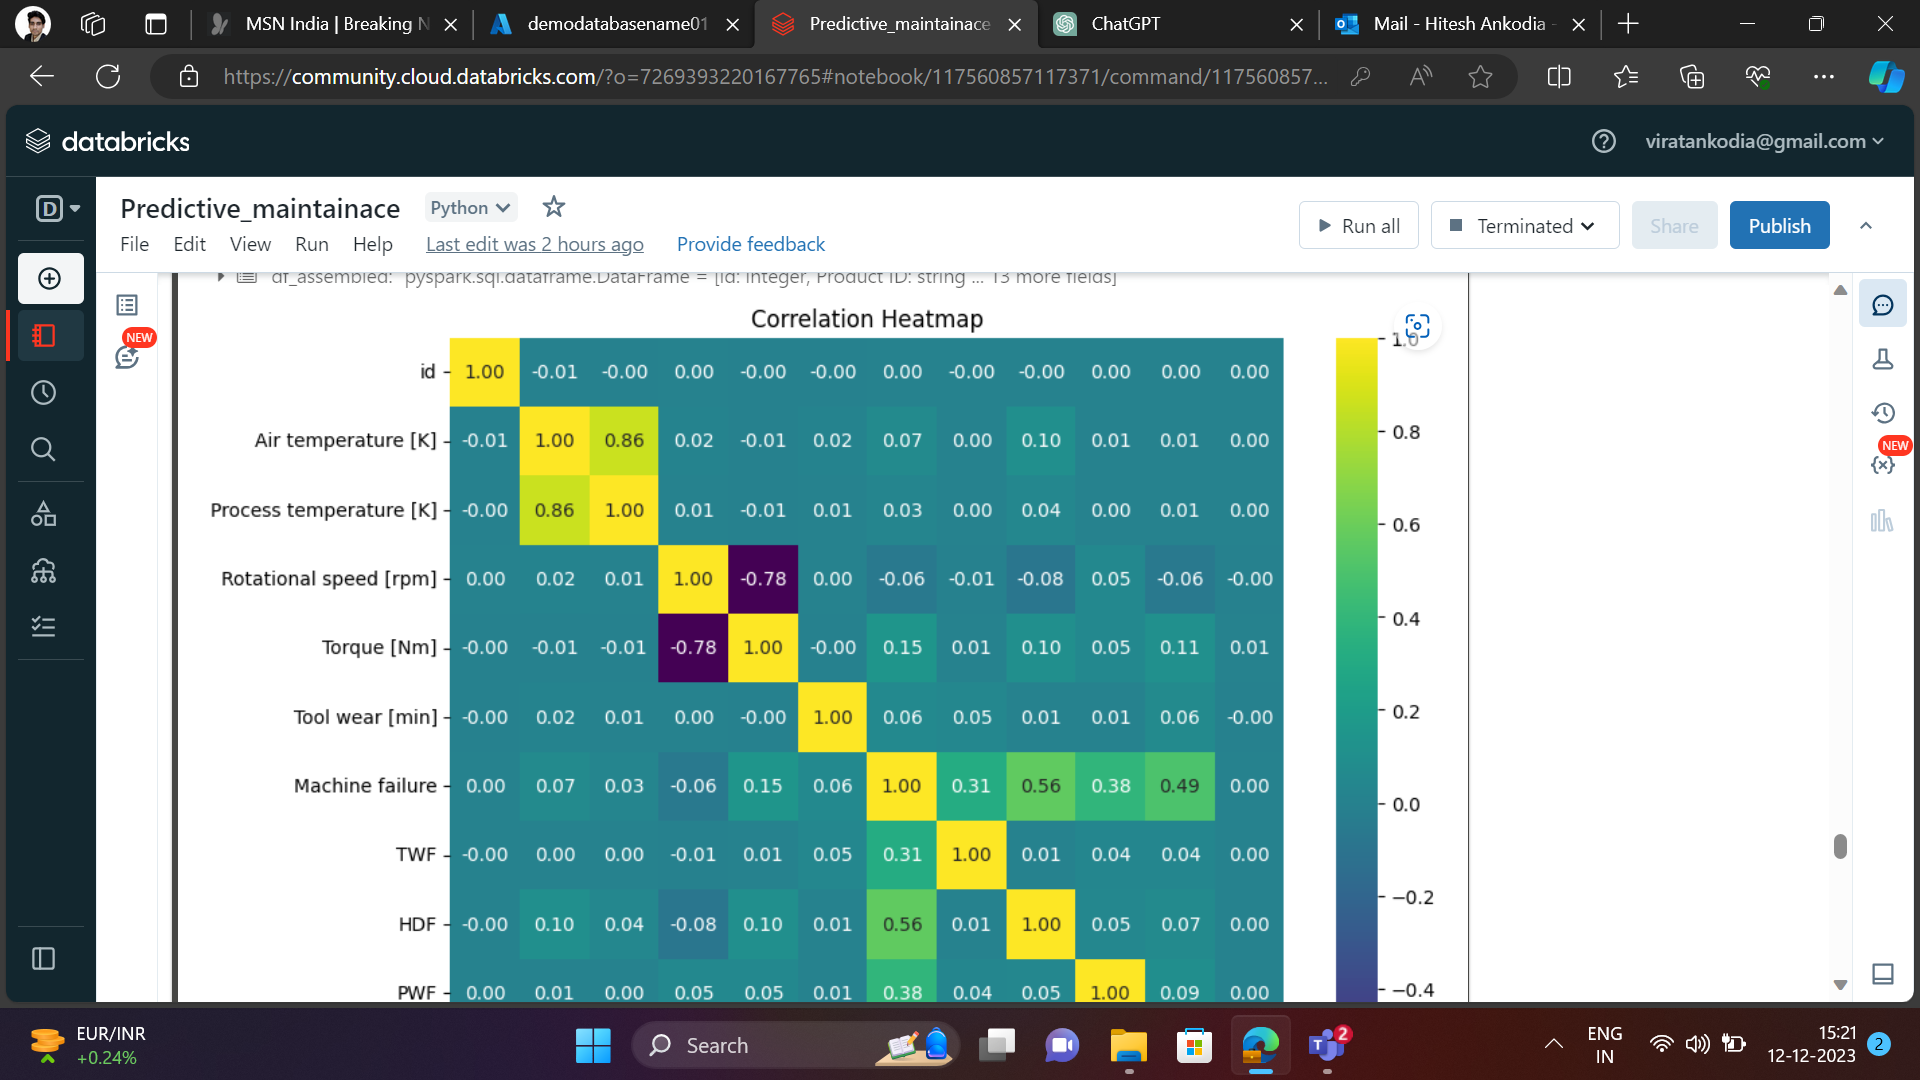 MSN India | Breaking N
demodatabasename01
Predictive_maintainace
ChatGPT
Mail - Hitesh Ankodia -
https://community.cloud.databricks.com/?o=7269393220167765#notebook/117560857117371/command/117560857...
databricks
viratankodia@gmail.com
D
Predictive_maintainace Python
Run all
Terminated
Share
Publish
File Edit View Run Help Last edit was 2 hours ago Provide feedback
NEW
NEW
df_assembled: pyspark.sql.dataframe.DataFrame = [id: integer, Product ID: string ... 13 more fields]
Correlation Heatmap
id 1.00 -0.01 -0.00 0.00 -0.00 -0.00 0.00 -0.00 -0.00 0.00 0.00 0.00
Air temperature [K] -0.01 1.00 0.86 0.02 -0.01 0.02 0.07 0.00 0.10 0.01 0.01 0.00
Process temperature [K] -0.00 0.86 1.00 0.01 -0.01 0.01 0.03 0.00 0.04 0.00 0.01 0.00
Rotational speed [rpm] 0.00 0.02 0.01 1.00 -0.78 0.00 -0.06 -0.01 -0.08 0.05 -0.06 -0.00
Torque [Nm] -0.00 -0.01 -0.01 -0.78 1.00 -0.00 0.15 0.01 0.10 0.05 0.11 0.01
Tool wear [min] -0.00 0.02 0.01 0.00 -0.00 1.00 0.06 0.05 0.01 0.01 0.06 -0.00
Machine failure 0.00 0.07 0.03 -0.06 0.15 0.06 1.00 0.31 0.56 0.38 0.49 0.00
TWF -0.00 0.00 0.00 -0.01 0.01 0.05 0.31 1.00 0.01 0.04 0.04 0.00
HDF -0.00 0.10 0.04 -0.08 0.10 0.01 0.56 0.01 1.00 0.05 0.07 0.00
PWF 0.00 0.01 0.00 0.05 0.05 0.01 0.38 0.04 0.05 1.00 0.09 0.00
1.0
0.8
0.6
0.4
0.2
0.0
−0.2
−0.4
EUR/INR
+0.24%
Search
T
2
ENG
IN
15:21
12-12-2023
2